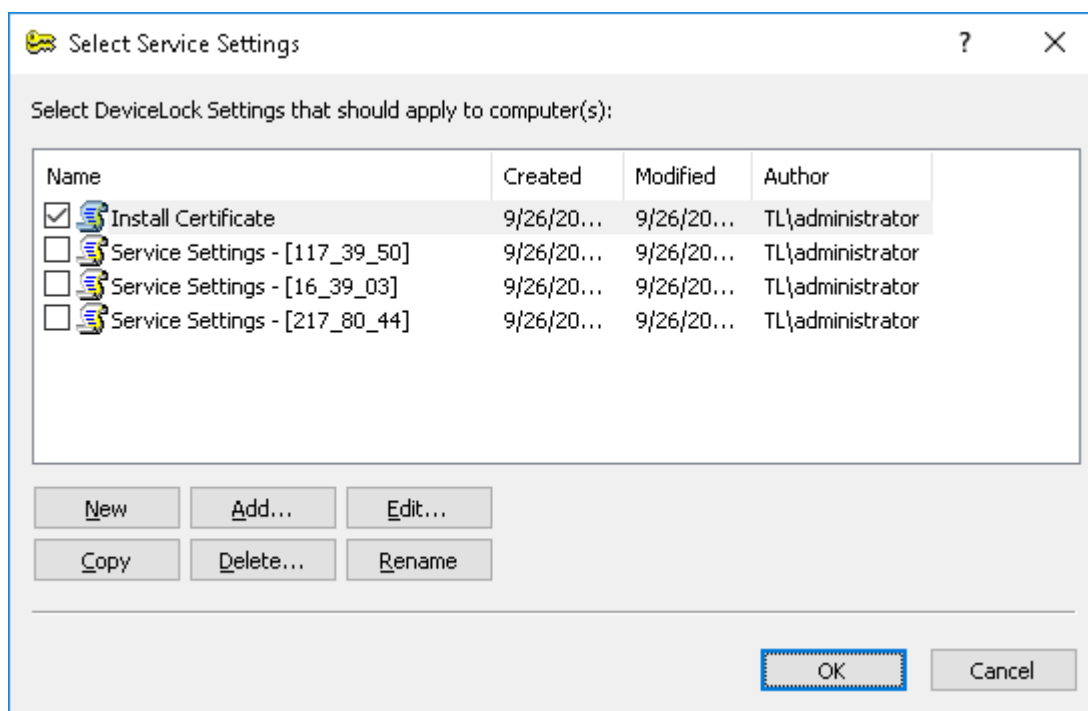 Select Service Settings ?
Select DeviceLock Settings that should apply to computer(s):
Name Created Modified Author
Install Certificate 9/26/20... 9/26/20... TL\administrator
Service Settings - [117_39_50] 9/26/20... 9/26/20... TL\administrator
Service Settings - [16_39_03] 9/26/20... 9/26/20... TL\administrator
Service Settings - [217_80_44] 9/26/20... 9/26/20... TL\administrator
New Add... Edit...
Copy Delete... Rename
OK Cancel